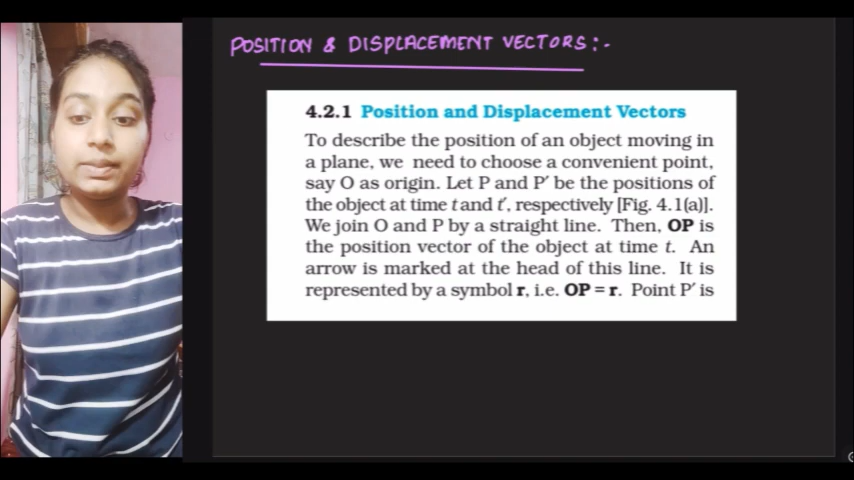 POSITION & DISPLACEMENT VECTORS:-
4.2.1 Position and Displacement Vectors
To describe the position of an object moving in
a plane, we need to choose a convenient point,
say O as origin. Let P and P′ be the positions of
the object at time t and t′, respectively [Fig. 4.1(a)].
We join O and P by a straight line. Then, OP is
the position vector of the object at time t. An
arrow is marked at the head of this line. It is
represented by a symbol r, i.e. OP = r. Point P′ is